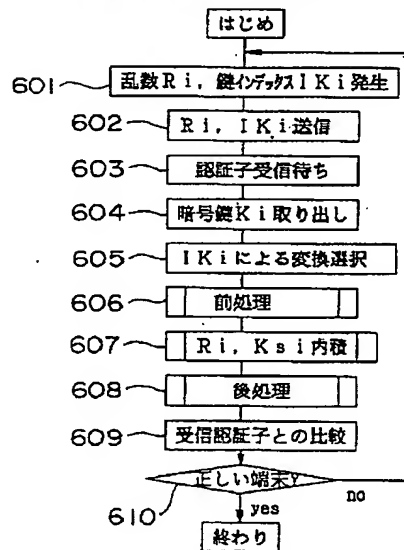 はじめ
601 乱数Ri,鍵インデックスIKi発生
602 Ri,IKi送信
603 認証子受信待ち
604 暗号鍵Ki取り出し
605 IKiによる変換選択
606 前処理
607 Ri,Ksi内積
608 後処理
609 受信認証子との比較
610 正しい端末?
no
yes
終わり